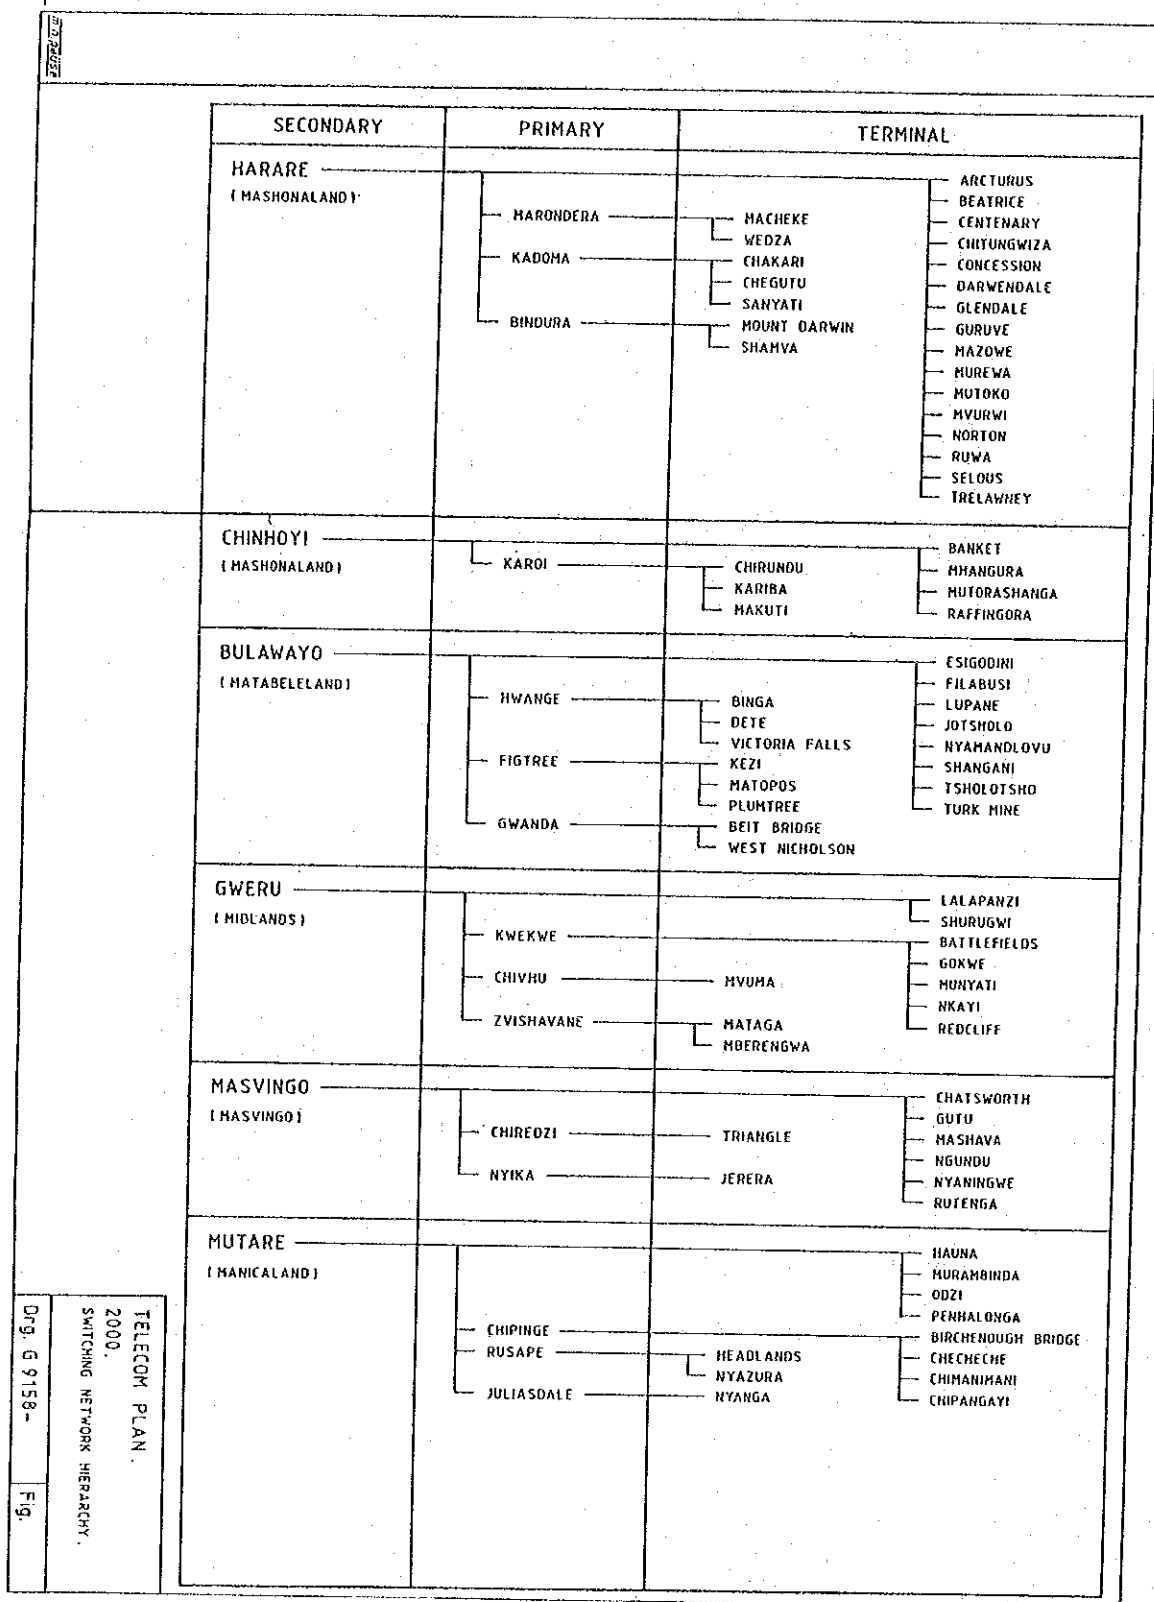 m.n.pause
SECONDARY PRIMARY TERMINAL
HARARE
(MASHONALAND)
MARONDERA
KADOMA
BINDURA
MACHEKE
WEDZA
CHAKARI
CHEGUTU
SANYATI
MOUNT DARWIN
SHAMVA
ARCTURUS
BEATRICE
CENTENARY
CHITUNGWIZA
CONCESSION
DARWENDALE
GLENDALE
GURUVE
MAZOWE
MUREWA
MUTOKO
MVURWI
NORTON
RUWA
SELOUS
TRELAWNEY
CHINHOYI
(MASHONALAND)
KAROI
CHIRUNDU
KARIBA
MAKUTI
BANKET
MHANGURA
MUTORASHANGA
RAFFINGORA
BULAWAYO
(MATABELELAND)
HWANGE
FIGTREE
GWANDA
BINGA
DETE
VICTORIA FALLS
KEZI
MATOPOS
PLUMTREE
BEIT BRIDGE
WEST NICHOLSON
ESIGODINI
FILABUSI
LUPANE
JOTSHOLO
NYAMANDLOVU
SHANGANI
TSHOLOTSHO
TURK MINE
GWERU
(MIDLANDS)
KWEKWE
CHIVHU
ZVISHAVANE
MVUMA
MATAGA
MBERENGWA
LALAPANZI
SHURUGWI
BATTLEFIELDS
GOKWE
MUNYATI
NKAYI
REDCLIFF
MASVINGO
(MASVINGO)
CHIREDZI
NYIKA
TRIANGLE
JERERA
CHATSWORTH
GUTU
MASHAVA
NGUNDU
NYANINGWE
RUTENGA
MUTARE
(MANICALAND)
CHIPINGE
RUSAPE
JULIASDALE
HEADLANDS
NYAZURA
NYANGA
HAUNA
MURAMBINDA
ODZI
PENHALONGA
BIRCHENOUGH BRIDGE
CHECHECHE
CHIMANIMANI
CHIPANGAYI
TELECOM PLAN.
2000.
SWITCHING NETWORK HIERARCHY.
Drg. G 9158- Fig.